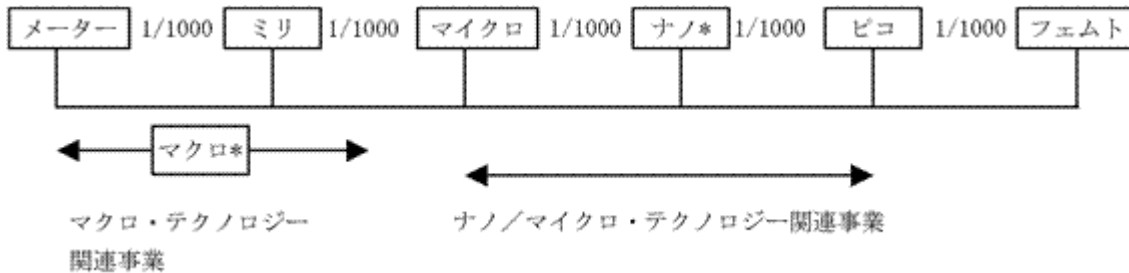 メーター 1/1000 ミリ 1/1000 マイクロ 1/1000 ナノ* 1/1000 ピコ 1/1000 フェムト
マクロ*
マクロ・テクノロジー
関連事業
ナノ/マイクロ・テクノロジー関連事業